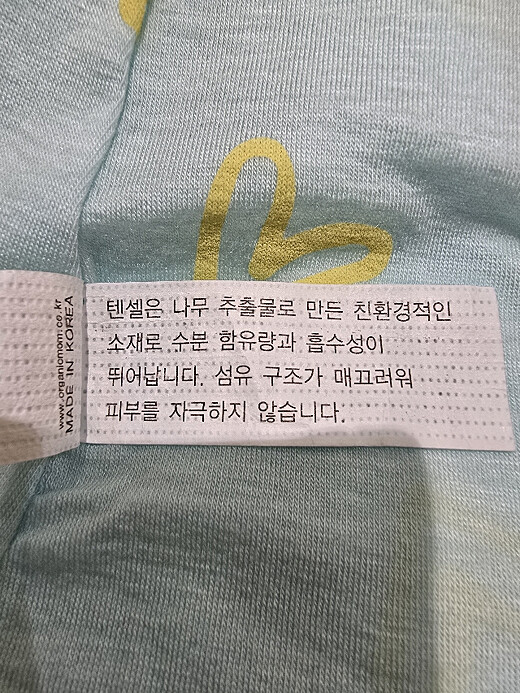 텐셀은 나무 추출물로 만든 친환경적인
소재로 수분 함유량과 흡수성이
뛰어납니다. 섬유 구조가 매끄러워
피부를 자극하지 않습니다.
www.organicmom.co.kr
MADE IN KOREA